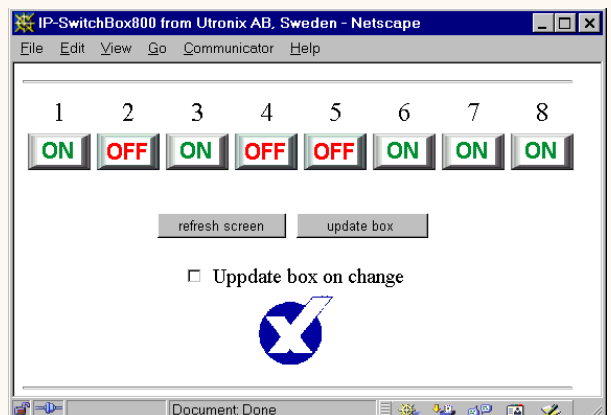 IP-SwitchBox800 from Utronix AB, Sweden - Netscape
File Edit View Go Communicator Help
1 2 3 4 5 6 7 8
ON OFF ON OFF OFF ON ON ON
refresh screen update box
Uppdate box on change
Document: Done